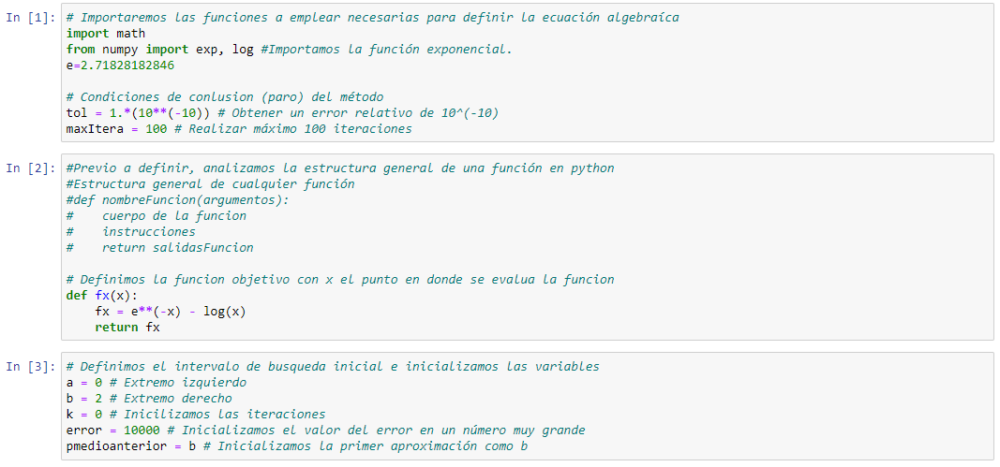 In [1]: # Importaremos las funciones a emplear necesarias para definir la ecuación algebraíca
import math
from numpy import exp, log #Importamos la función exponencial.
e=2.71828182846

# Condiciones de conlusion (paro) del método
tol = 1.*(10**(-10)) # Obtener un error relativo de 10^(-10)
maxItera = 100 # Realizar máximo 100 iteraciones

In [2]: #Previo a definir, analizamos la estructura general de una función en python
#Estructura general de cualquier función
#def nombreFuncion(argumentos):
#    cuerpo de la funcion
#    instrucciones
#    return salidasFuncion

# Definimos la funcion objetivo con x el punto en donde se evalua la funcion
def fx(x):
    fx = e**(-x) - log(x)
    return fx

In [3]: # Definimos el intervalo de busqueda inicial e inicializamos las variables
a = 0 # Extremo izquierdo
b = 2 # Extremo derecho
k = 0 # Inicilizamos las iteraciones
error = 10000 # Inicializamos el valor del error en un número muy grande
pmedioanterior = b # Inicializamos la primer aproximación como b